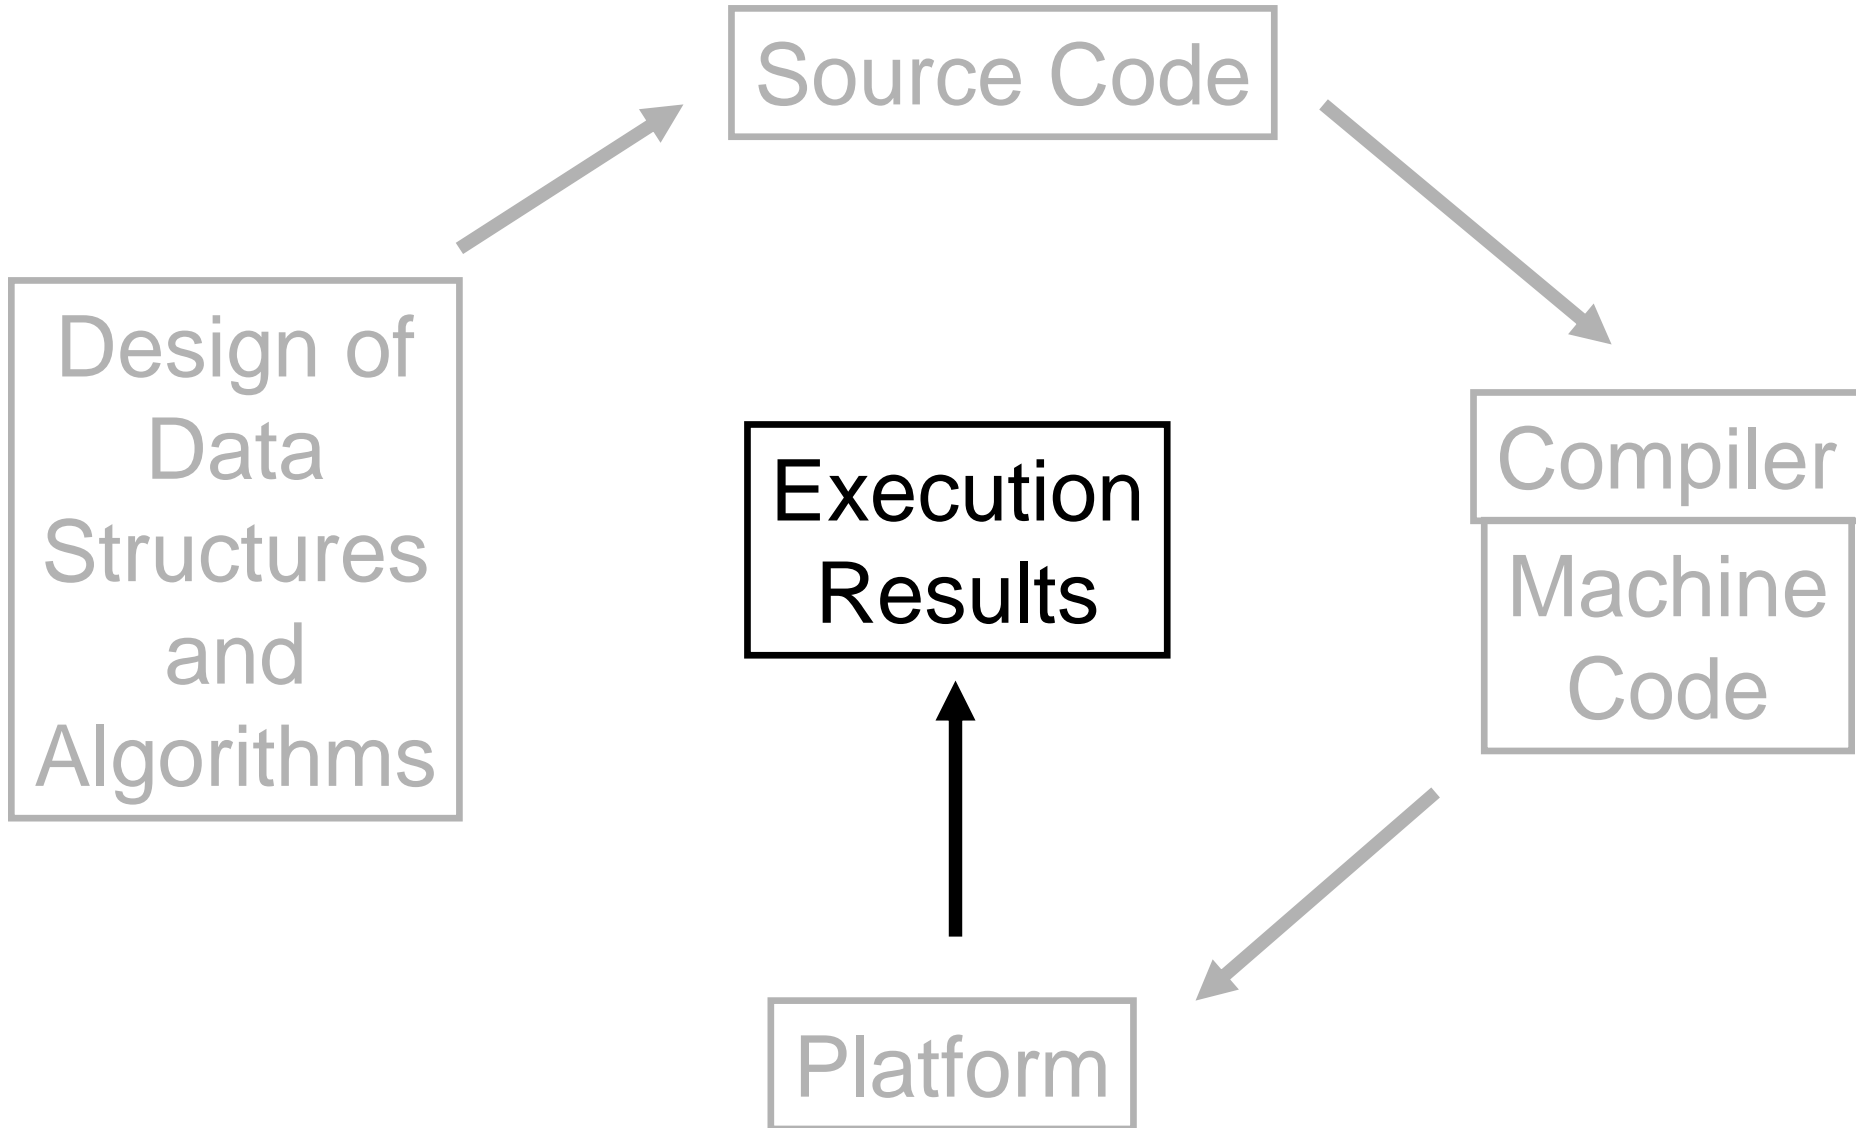 Source Code
Design of
Data
Structures
and
Algorithms
Execution
Results
Compiler
Machine
Code
Platform